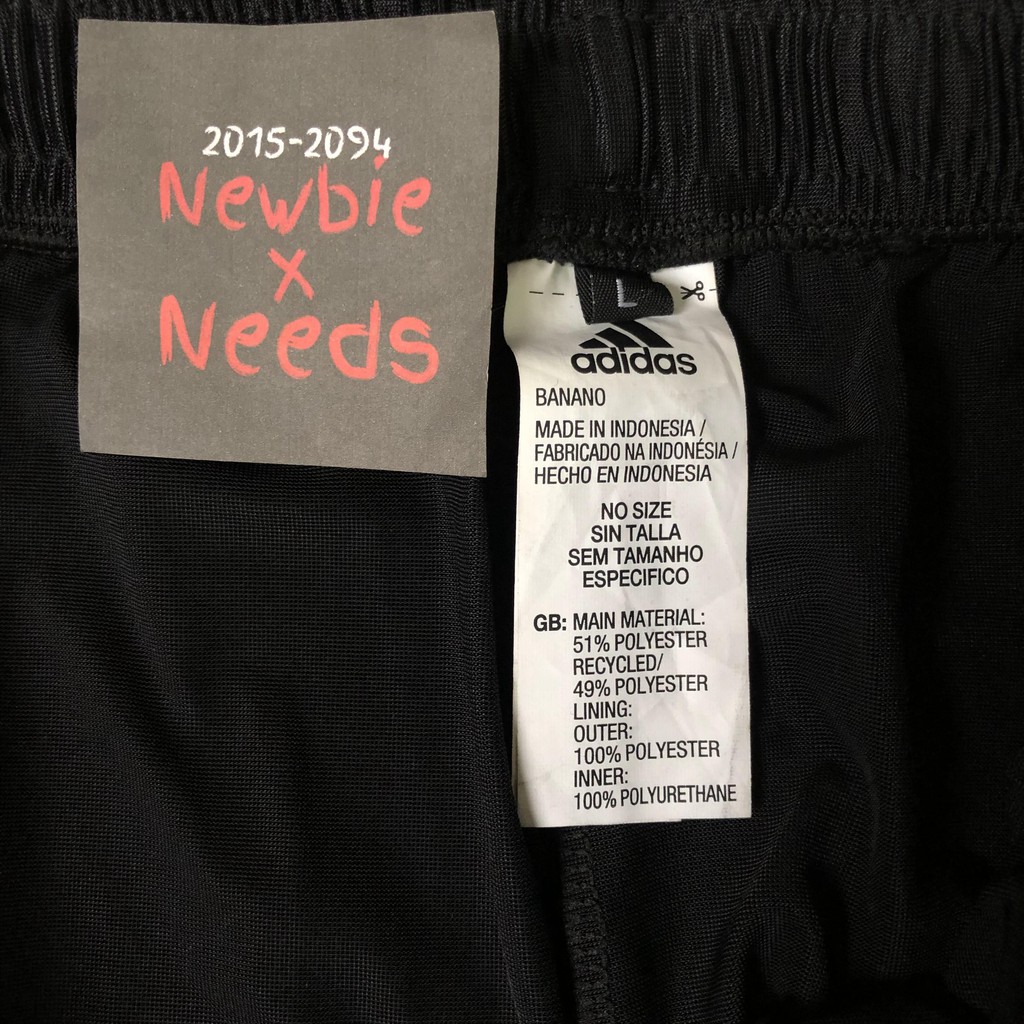 2015-2094
Newbie
x
Needs
L
adidas
BANANO
MADE IN INDONESIA /
FABRICADO NA INDONÉSIA /
HECHO EN INDONESIA
NO SIZE
SIN TALLA
SEM TAMANHO
ESPECIFICO
GB: MAIN MATERIAL:
51% POLYESTER
RECYCLED/
49% POLYESTER
LINING:
OUTER:
100% POLYESTER
INNER:
100% POLYURETHANE